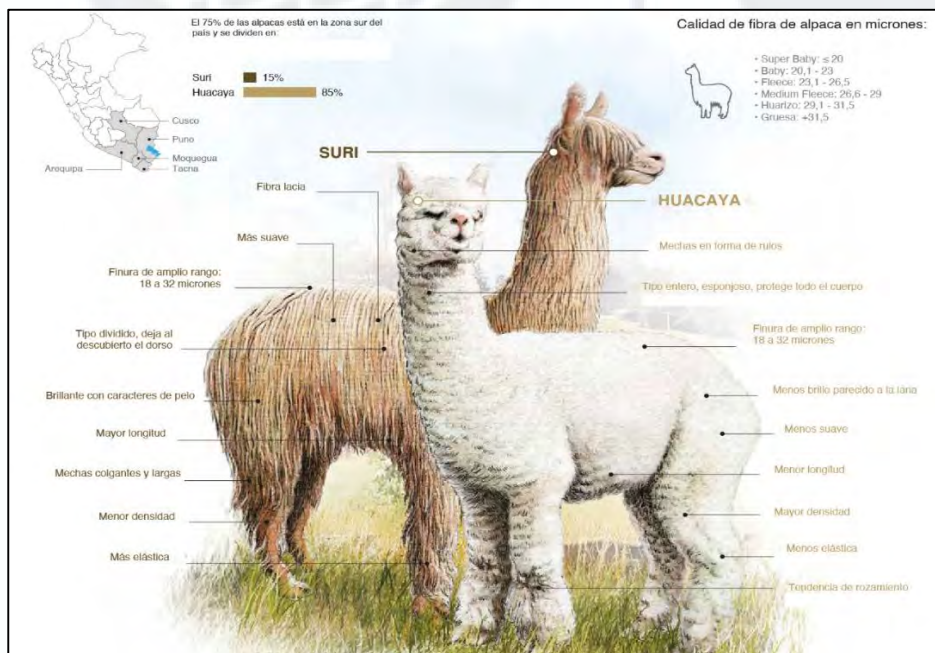 El 75% de las alpacas está en la zona sur del
país y se dividen en:
Suri 15%
Huacaya 85%
Cusco
Puno
Moquegua
Tacna
Arequipa
Calidad de fibra de alpaca en micrones:
• Super Baby: ≤ 20
• Baby: 20,1 - 23
• Fleece: 23,1 - 26,5
• Medium Fleece: 26,6 - 29
• Huarizo: 29,1 - 31,5
• Gruesa: +31,5
SURI
Fibra lacia
Más suave
Finura de amplio rango:
18 a 32 micrones
Tipo dividido, deja al
descubierto el dorso
Brillante con caracteres de pelo
Mayor longitud
Mechas colgantes y largas
Menor densidad
Más elástica
HUACAYA
Mechas en forma de rulos
Tipo entero, esponjoso, protege todo el cuerpo
Finura de amplio rango:
18 a 32 micrones
Menos brillo parecido a la lana
Menos suave
Menor longitud
Mayor densidad
Menos elástica
Tendencia de rozamiento